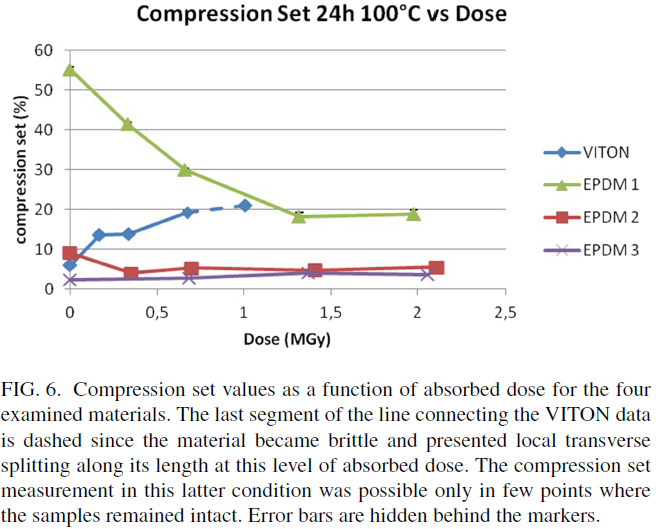 Compression Set 24h 100°C vs Dose
60
50
40
30
20
10
0
compression set (%)
0
0,5
1
1,5
2
2,5
Dose (MGy)
VITON
EPDM 1
EPDM 2
EPDM 3
FIG. 6. Compression set values as a function of absorbed dose for the four
examined materials. The last segment of the line connecting the VITON data
is dashed since the material became brittle and presented local transverse
splitting along its length at this level of absorbed dose. The compression set
measurement in this latter condition was possible only in few points where
the samples remained intact. Error bars are hidden behind the markers.